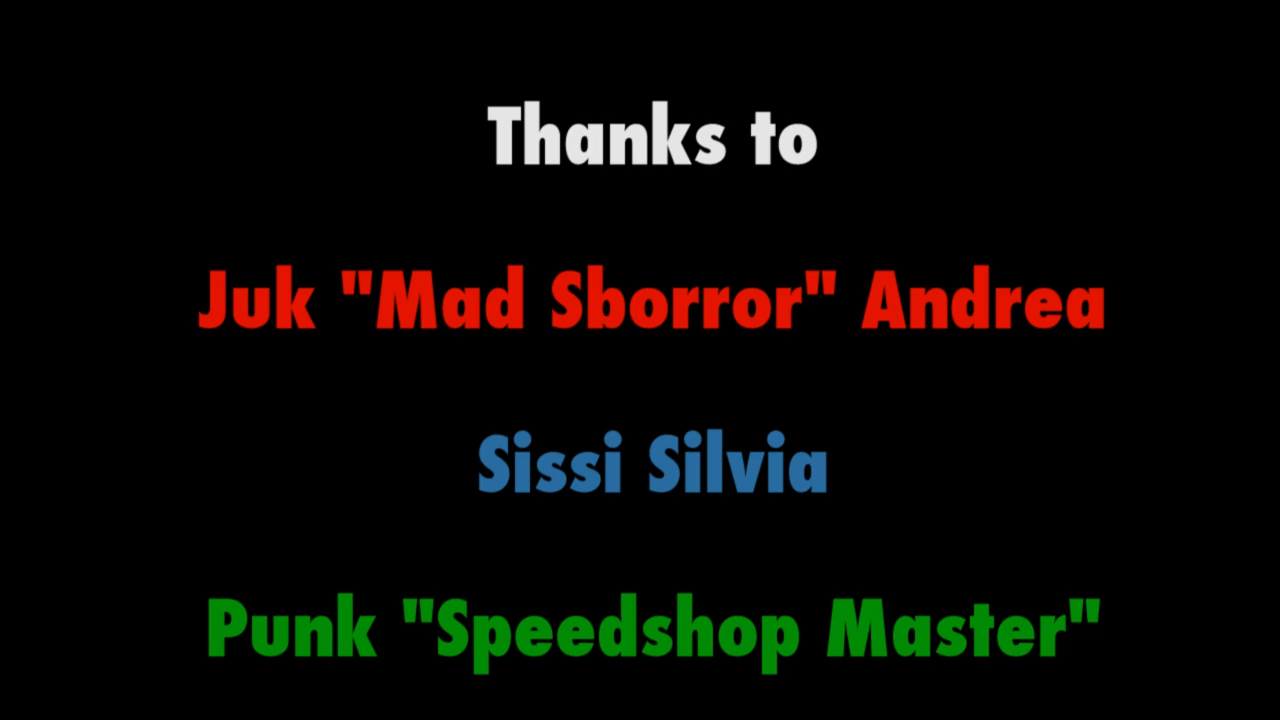 Thanks to
Juk "Mad Sborror" Andrea
Sissi Silvia
Punk "Speedshop Master"